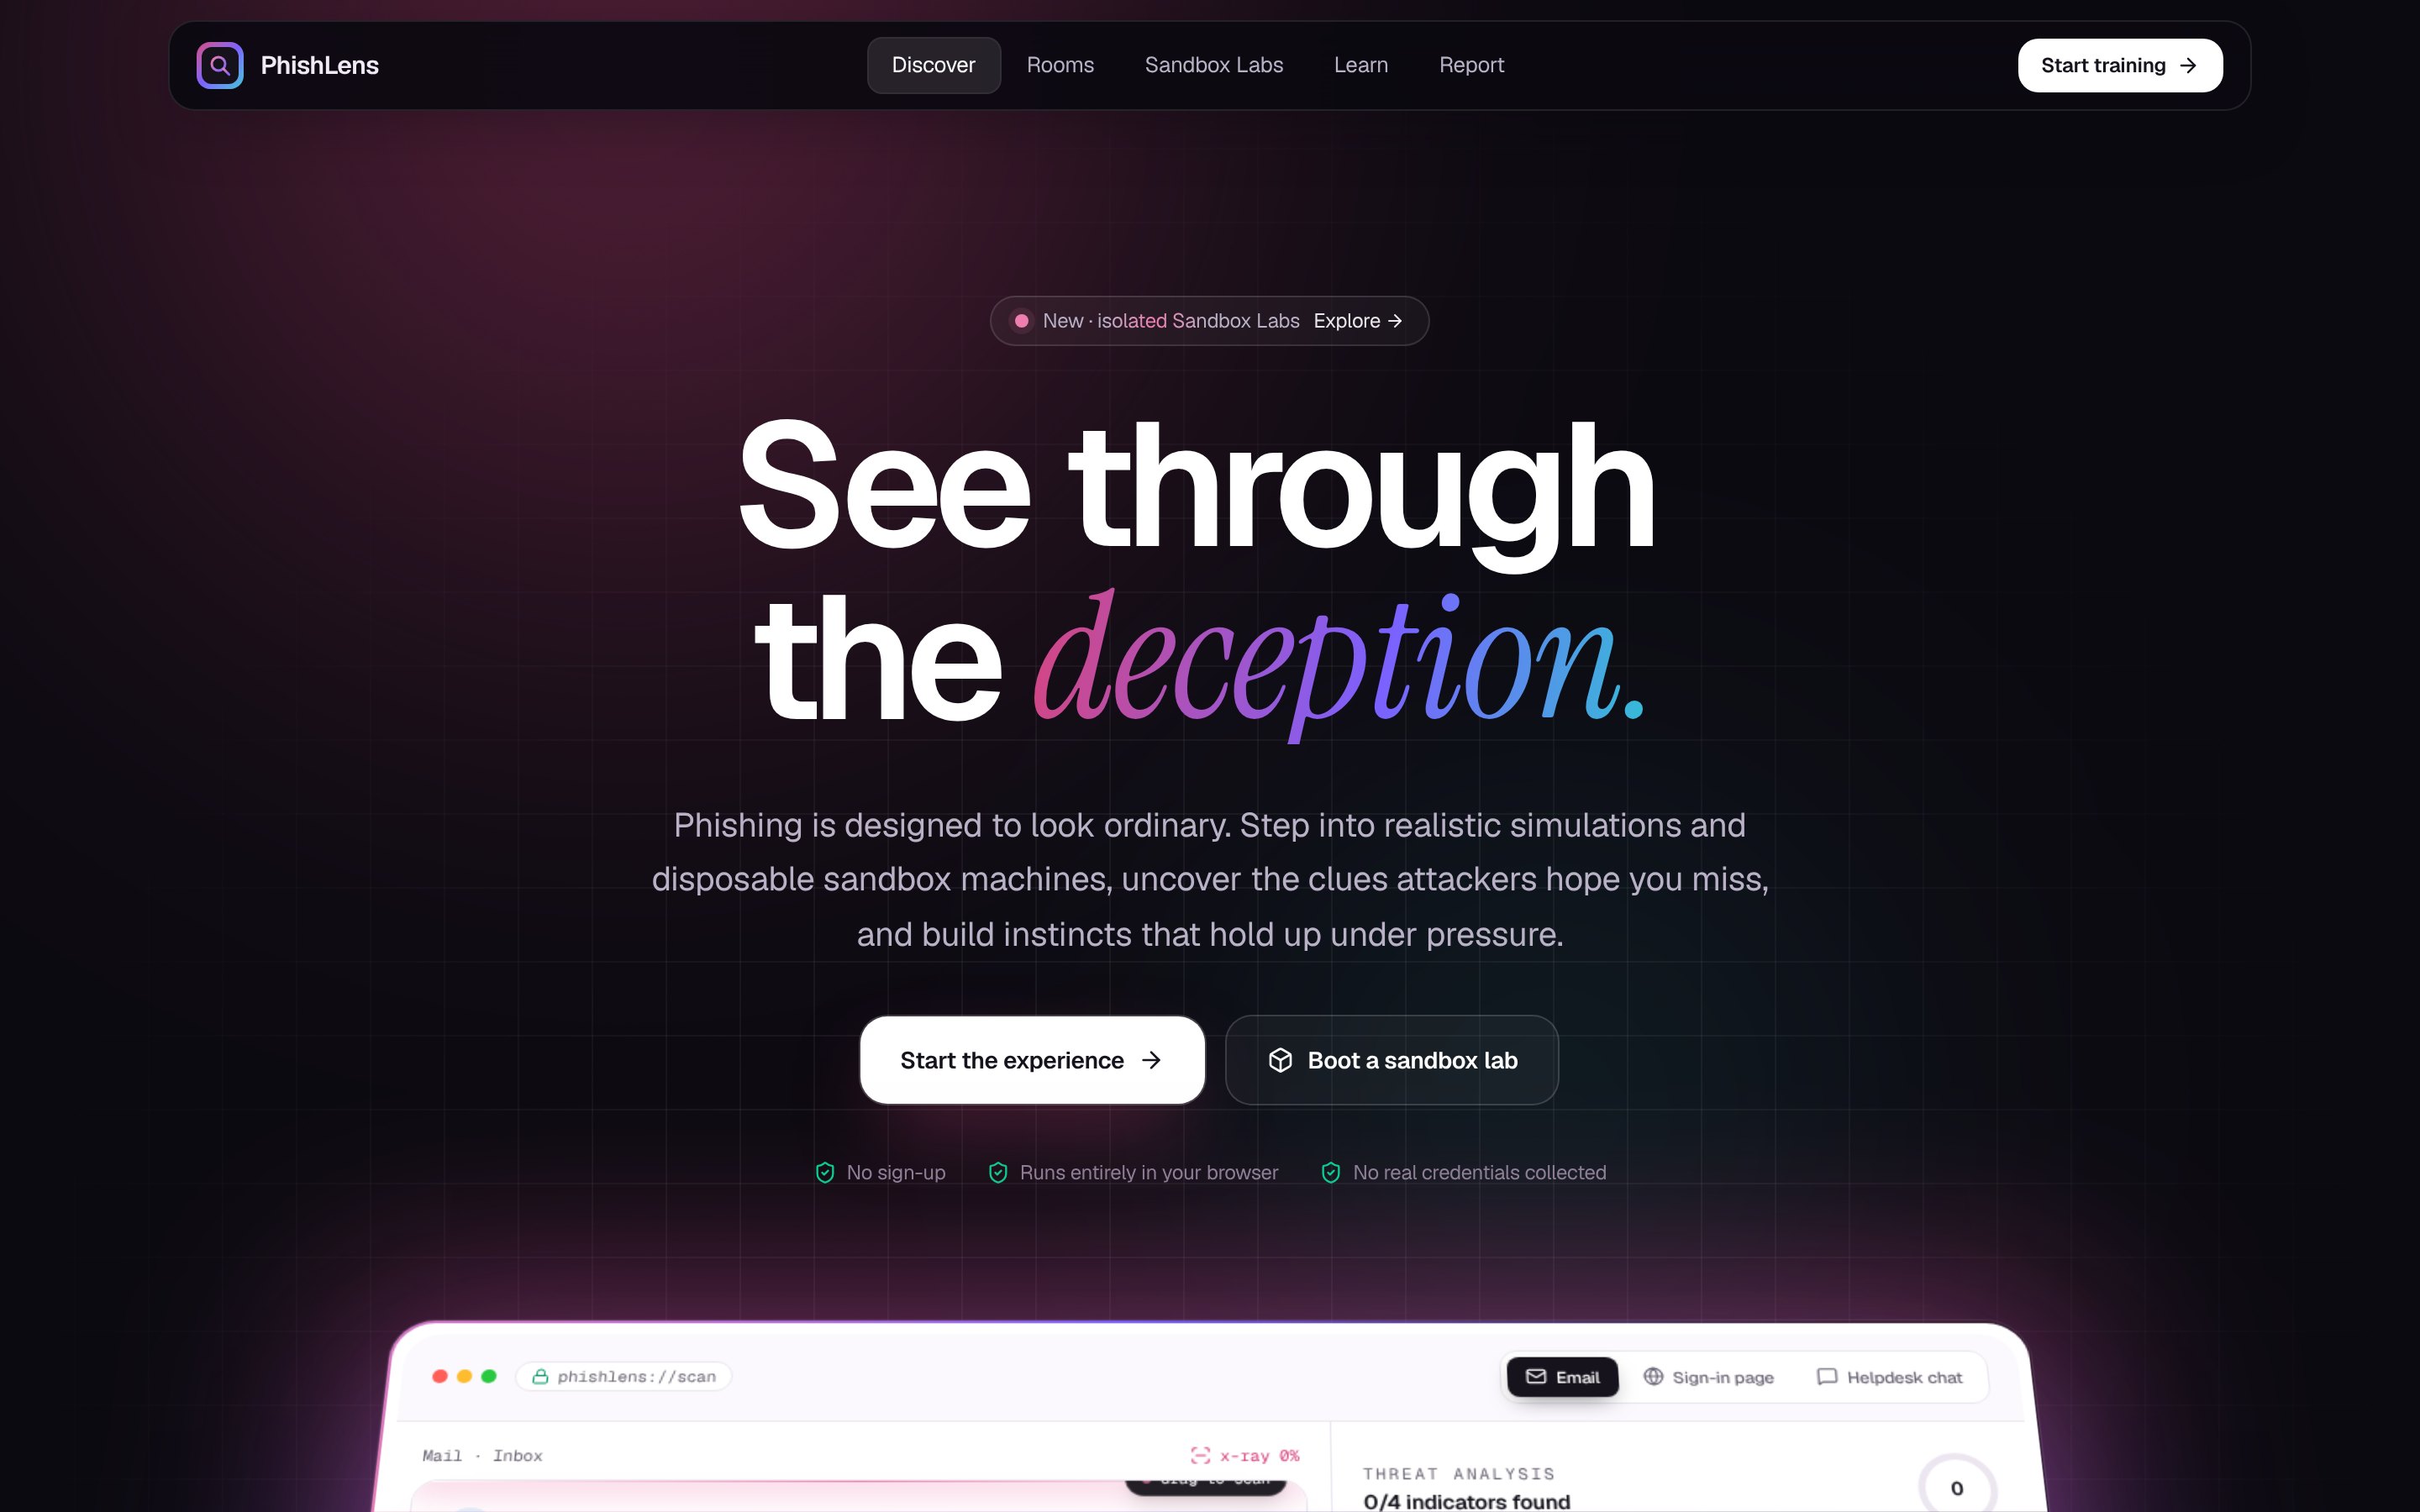 PhishLens
Discover
Rooms
Sandbox Labs
Learn
Report
Start training
New · isolated Sandbox Labs Explore
See through
the deception.
Phishing is designed to look ordinary. Step into realistic simulations and
disposable sandbox machines, uncover the clues attackers hope you miss,
and build instincts that hold up under pressure.
Start the experience
Boot a sandbox lab
No sign-up
Runs entirely in your browser
No real credentials collected
phishlens://scan
Email
Sign-in page
Helpdesk chat
Mail · Inbox
x-ray 0%
THREAT ANALYSIS
0/4 indicators found
0